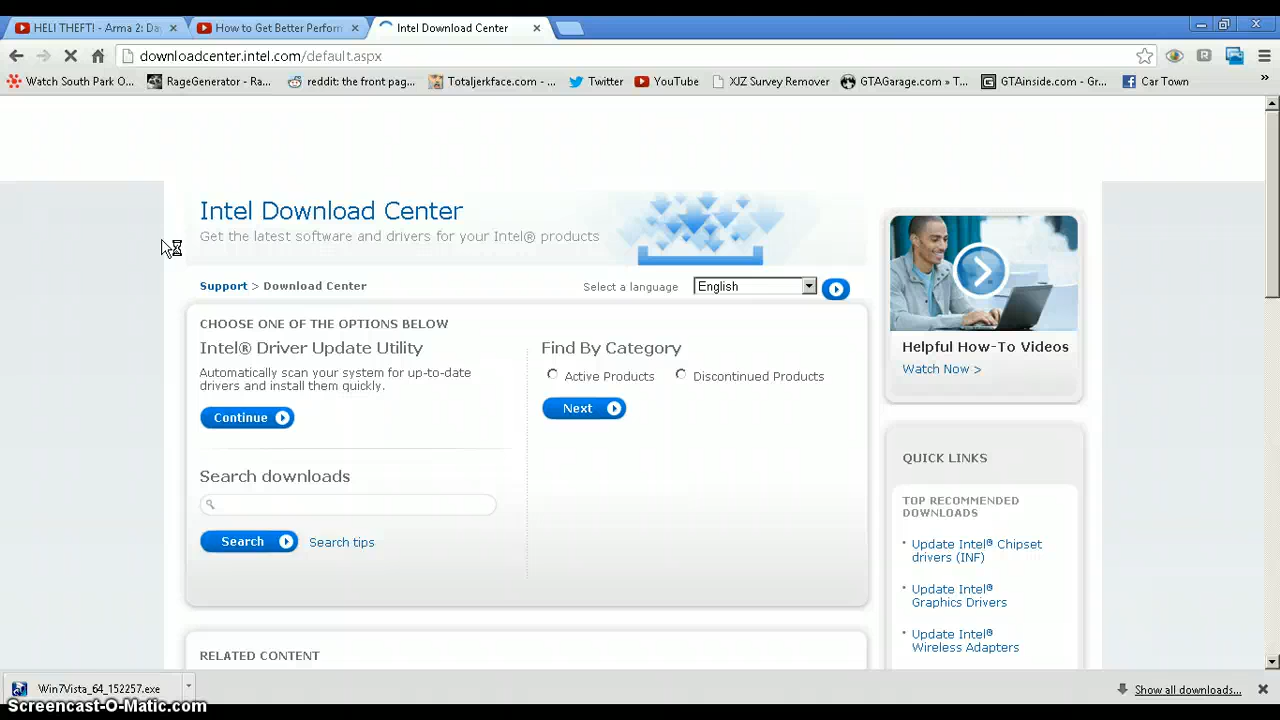 HELI THEFT! - Arma 2: Da
How to Get Better Perform
Intel Download Center
downloadcenter.intel.com/default.aspx
Watch South Park O...
RageGenerator - Ra...
reddit: the front pag...
Totaljerkface.com - ...
Twitter
YouTube
XJZ Survey Remover
GTAGarage.com » T...
GTAinside.com - Gr...
Car Town
»
Intel Download Center
Get the latest software and drivers for your Intel® products
Support > Download Center
Select a language
English
CHOOSE ONE OF THE OPTIONS BELOW
Intel® Driver Update Utility
Automatically scan your system for up-to-date
drivers and install them quickly.
Continue
Search downloads
Search
Search tips
Find By Category
Active Products
Discontinued Products
Next
Helpful How-To Videos
Watch Now >
QUICK LINKS
TOP RECOMMENDED
DOWNLOADS
Update Intel® Chipset
drivers (INF)
Update Intel®
Graphics Drivers
Update Intel®
Wireless Adapters
RELATED CONTENT
Win7Vista_64_152257.exe
Show all downloads...
Screencast-O-Matic.com